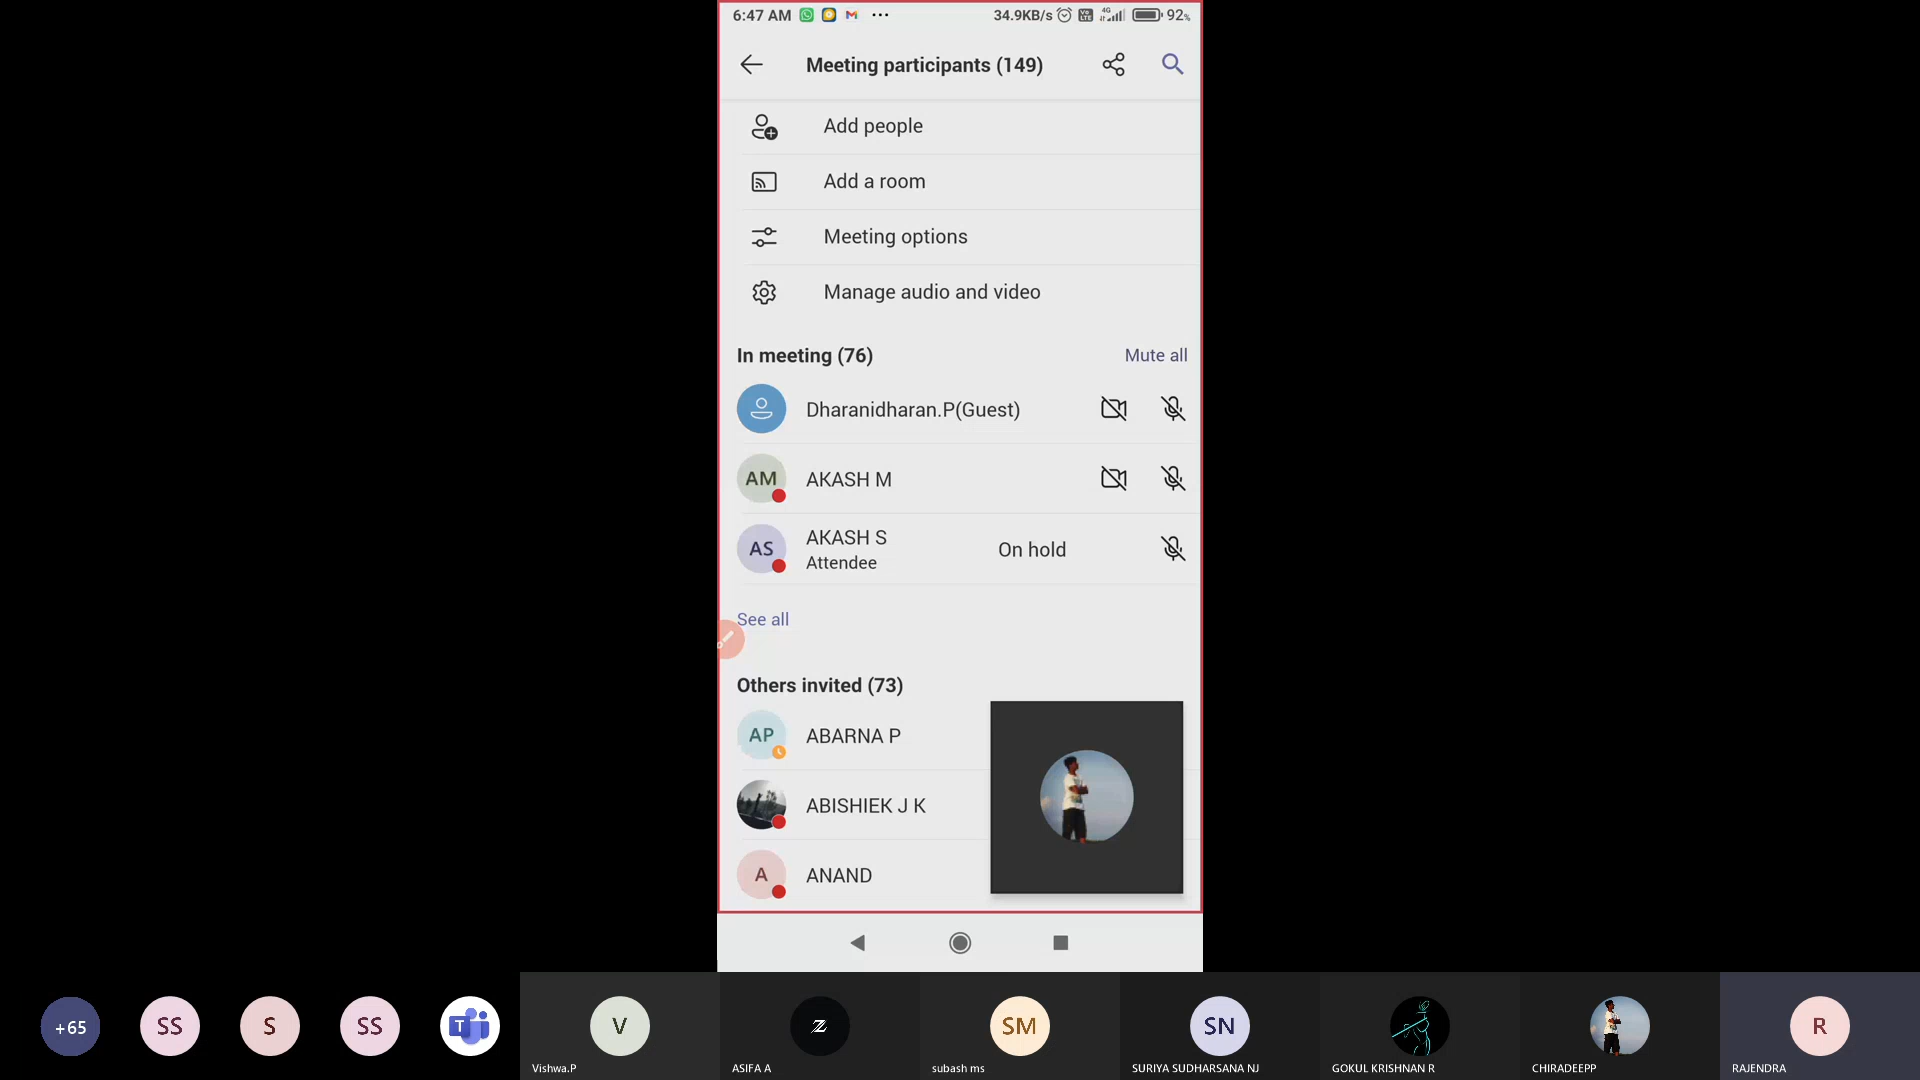 6:47 AM 34.9KB/s Vo LTE 4G 92%
Meeting participants (149)
Add people
Add a room
Meeting options
Manage audio and video
In meeting (76) Mute all
Dharanidharan.P(Guest)
AM AKASH M
AS AKASH S On hold
Attendee
See all
Others invited (73)
AP ABARNA P
ABISHIEK J K
A ANAND
+65 SS S SS T V z SM SN R
Vishwa.P ASIFA A subash ms SURIYA SUDHARSANA NJ GOKUL KRISHNAN R CHIRADEEPP RAJENDRA